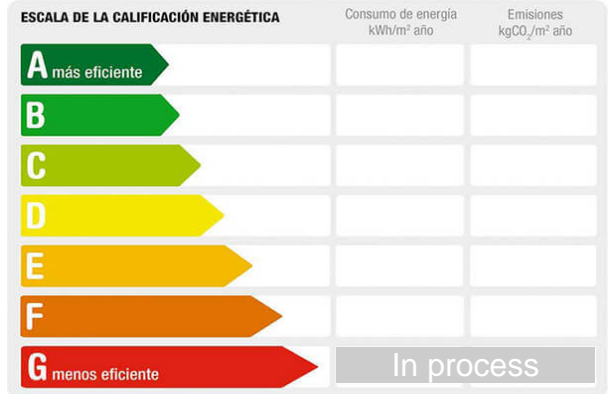 ESCALA DE LA CALIFICACIÓN ENERGÉTICA
Consumo de energía
kWh/m² año
Emisiones
kgCO₂/m² año
A más eficiente
B
C
D
E
F
G menos eficiente
In process